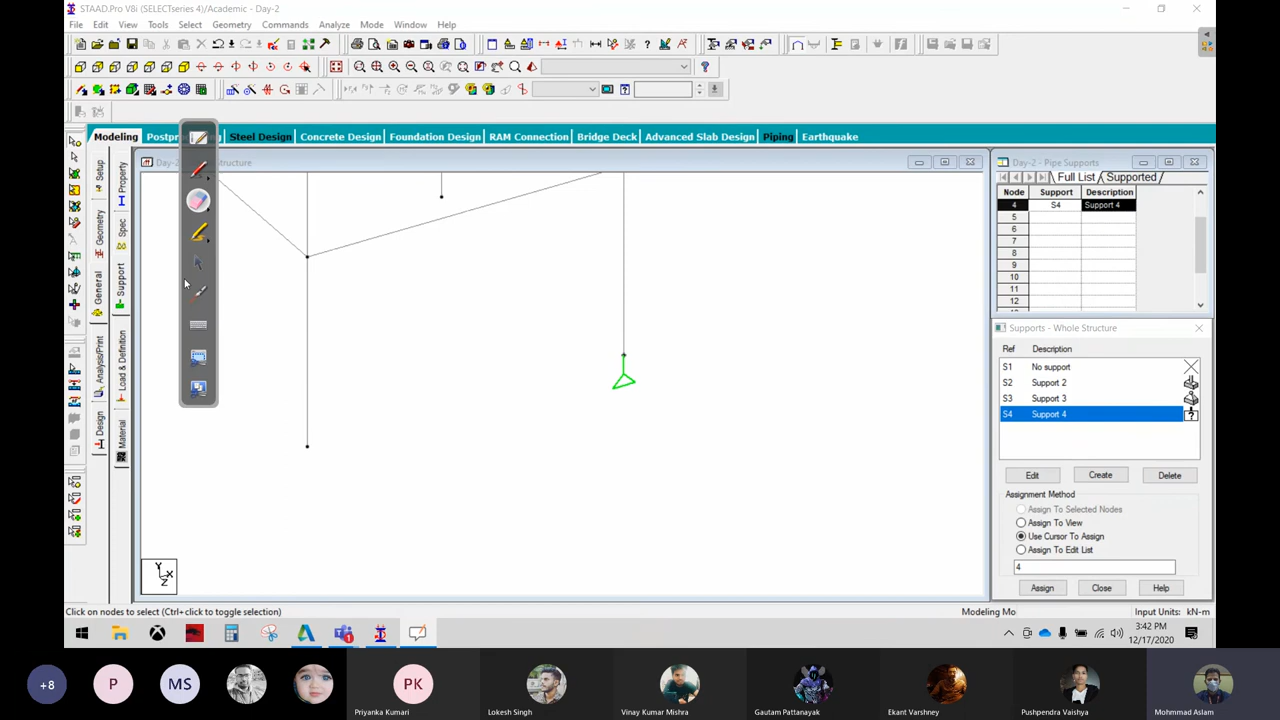 STAAD.Pro V8i (SELECTseries 4)/Academic - Day-2
File Edit View Tools Select Geometry Commands Analyze Mode Window Help
Modeling Postpro Steel Design Concrete Design Foundation Design RAM Connection Bridge Deck Advanced Slab Design Piping Earthquake
Setup
Geometry
General
Analysis/Print
Design
Property
Spec
Support
Load & Definition
Material
Day-2 Structure
Day-2 - Pipe Supports
Full List Supported
Node Support Description
4 S4 Support 4
5
6
7
8
9
10
11
12
Supports - Whole Structure
Ref Description
S1 No support
S2 Support 2
S3 Support 3
S4 Support 4
Edit Create Delete
Assignment Method
Assign To Selected Nodes
Assign To View
Use Cursor To Assign
Assign To Edit List
4
Assign Close Help
Y
X
Z
Click on nodes to select (Ctrl+click to toggle selection)
Modeling Mo Input Units: kN-m
3:42 PM
12/17/2020
+8 P MS PK
Priyanka Kumari Lokesh Singh Vinay Kumar Mishra Gautam Pattanayak Ekant Varshney Pushpendra Vaishya Mohmmad Aslam